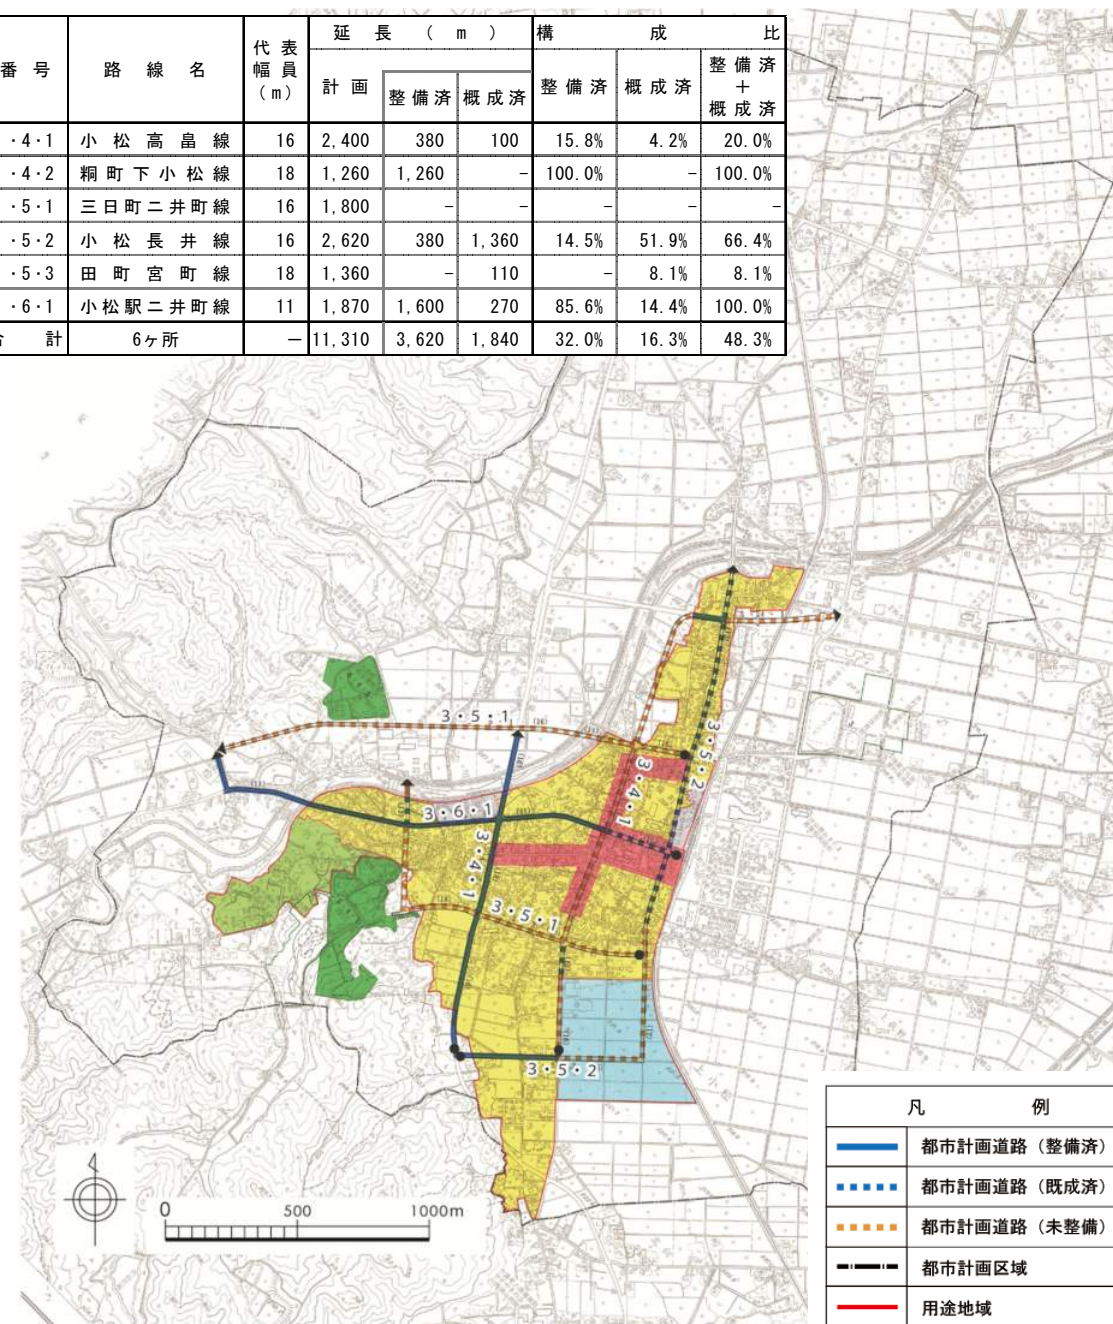 番号 路線名 代表幅員(m) 延長(m) 構成比
計画 整備済 概成済 整備済 概成済 整備済+概成済
・4・1 小松高畠線 16 2,400 380 100 15.8% 4.2% 20.0%
・4・2 糀町下小松線 18 1,260 1,260 - 100.0% - 100.0%
・5・1 三日町二井町線 16 1,800 - - - - -
・5・2 小松長井線 16 2,620 380 1,360 14.5% 51.9% 66.4%
・5・3 田町宮町線 18 1,360 - 110 - 8.1% 8.1%
・6・1 小松駅二井町線 11 1,870 1,600 270 85.6% 14.4% 100.0%
計 6ヶ所 - 11,310 3,620 1,840 32.0% 16.3% 48.3%
3・5・1
3・5・2
3・4・1
3・6・1
3・4・1
3・5・1
3・5・2
0 500 1000m
凡例
都市計画道路（整備済）
都市計画道路（既成済）
都市計画道路（未整備）
都市計画区域
用途地域